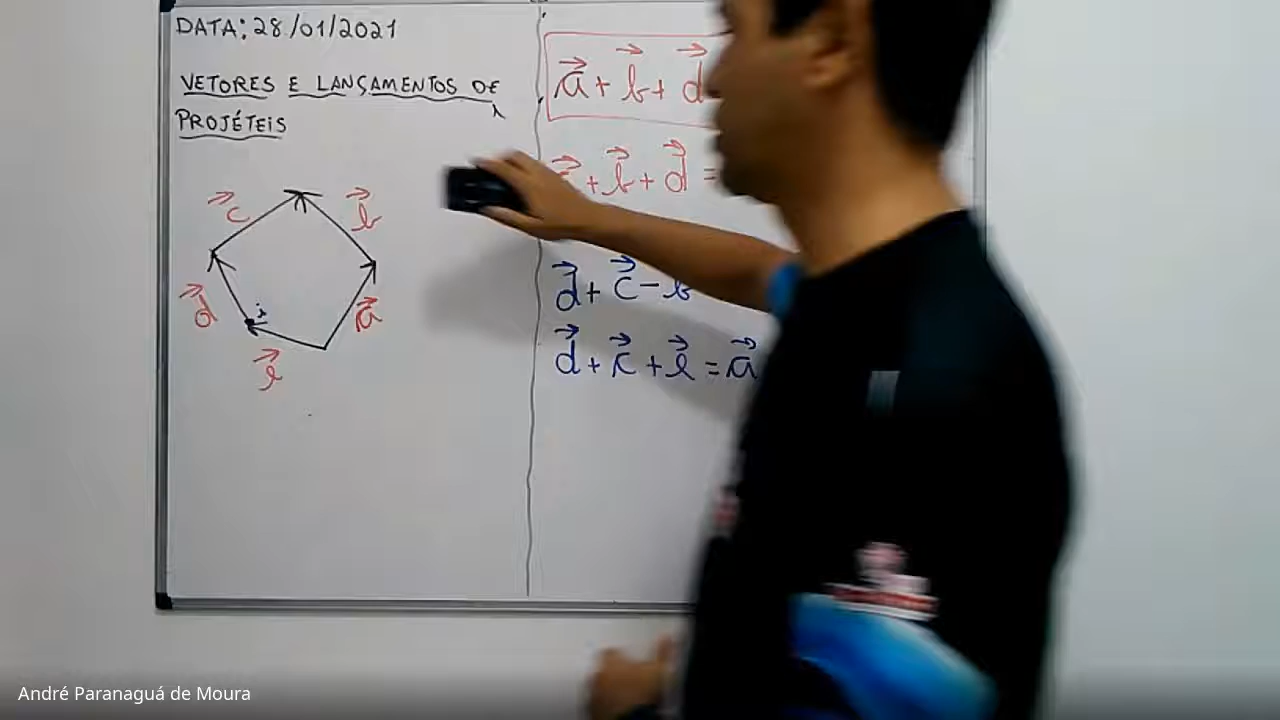 DATA: 28/01/2021
VETORES E LANÇAMENTOS DE
PROJÉTEIS
c
b
d
i
a
e
a + b + d
+ b + d =
d + c - b
d + c + e = a
André Paranaguá de Moura